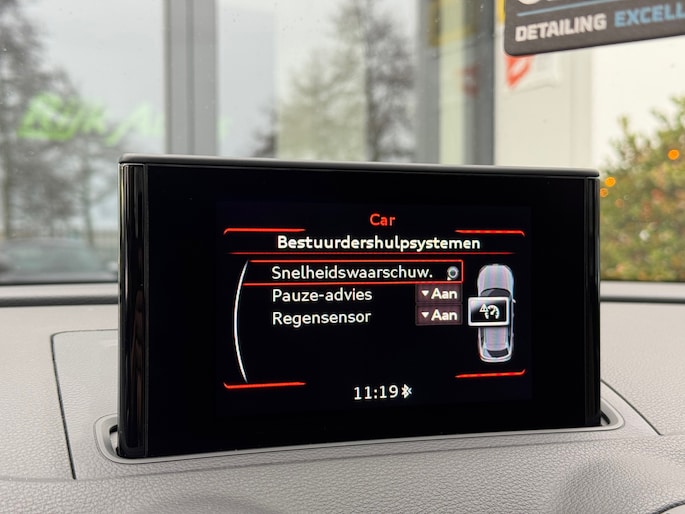 DETAILING EXCELL
Car
Bestuurdershulpsystemen
Snelheidswaarschuw.
Pauze-advies ▼ Aan
Regensensor ▼ Aan
11:19